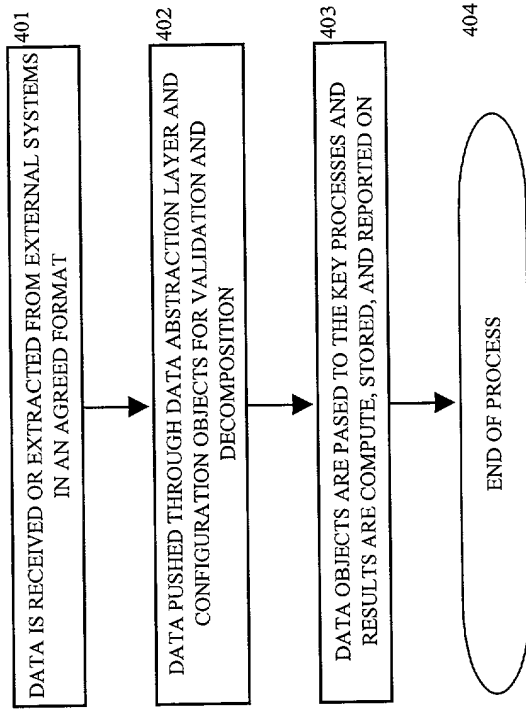 401
DATA IS RECEIVED OR EXTRACTED FROM EXTERNAL SYSTEMS
IN AN AGREED FORMAT
402
DATA PUSHED THROUGH DATA ABSTRACTION LAYER AND
CONFIGURATION OBJECTS FOR VALIDATION AND
DECOMPOSITION
403
DATA OBJECTS ARE PASED TO THE KEY PROCESSES AND
RESULTS ARE COMPUTE, STORED, AND REPORTED ON
404
END OF PROCESS